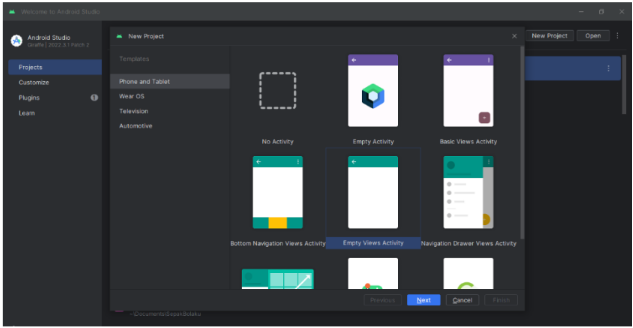 Welcome to Android Studio
Android Studio
Giraffe | 2022.3.1 Patch 2
New Project
New Project
Open
Projects
Customize
Plugins
Learn
Templates
Phone and Tablet
Wear OS
Television
Automotive
No Activity
Empty Activity
Basic Views Activity
Bottom Navigation Views Activity
Empty Views Activity
Navigation Drawer Views Activity
Previous
Next
Cancel
Finish